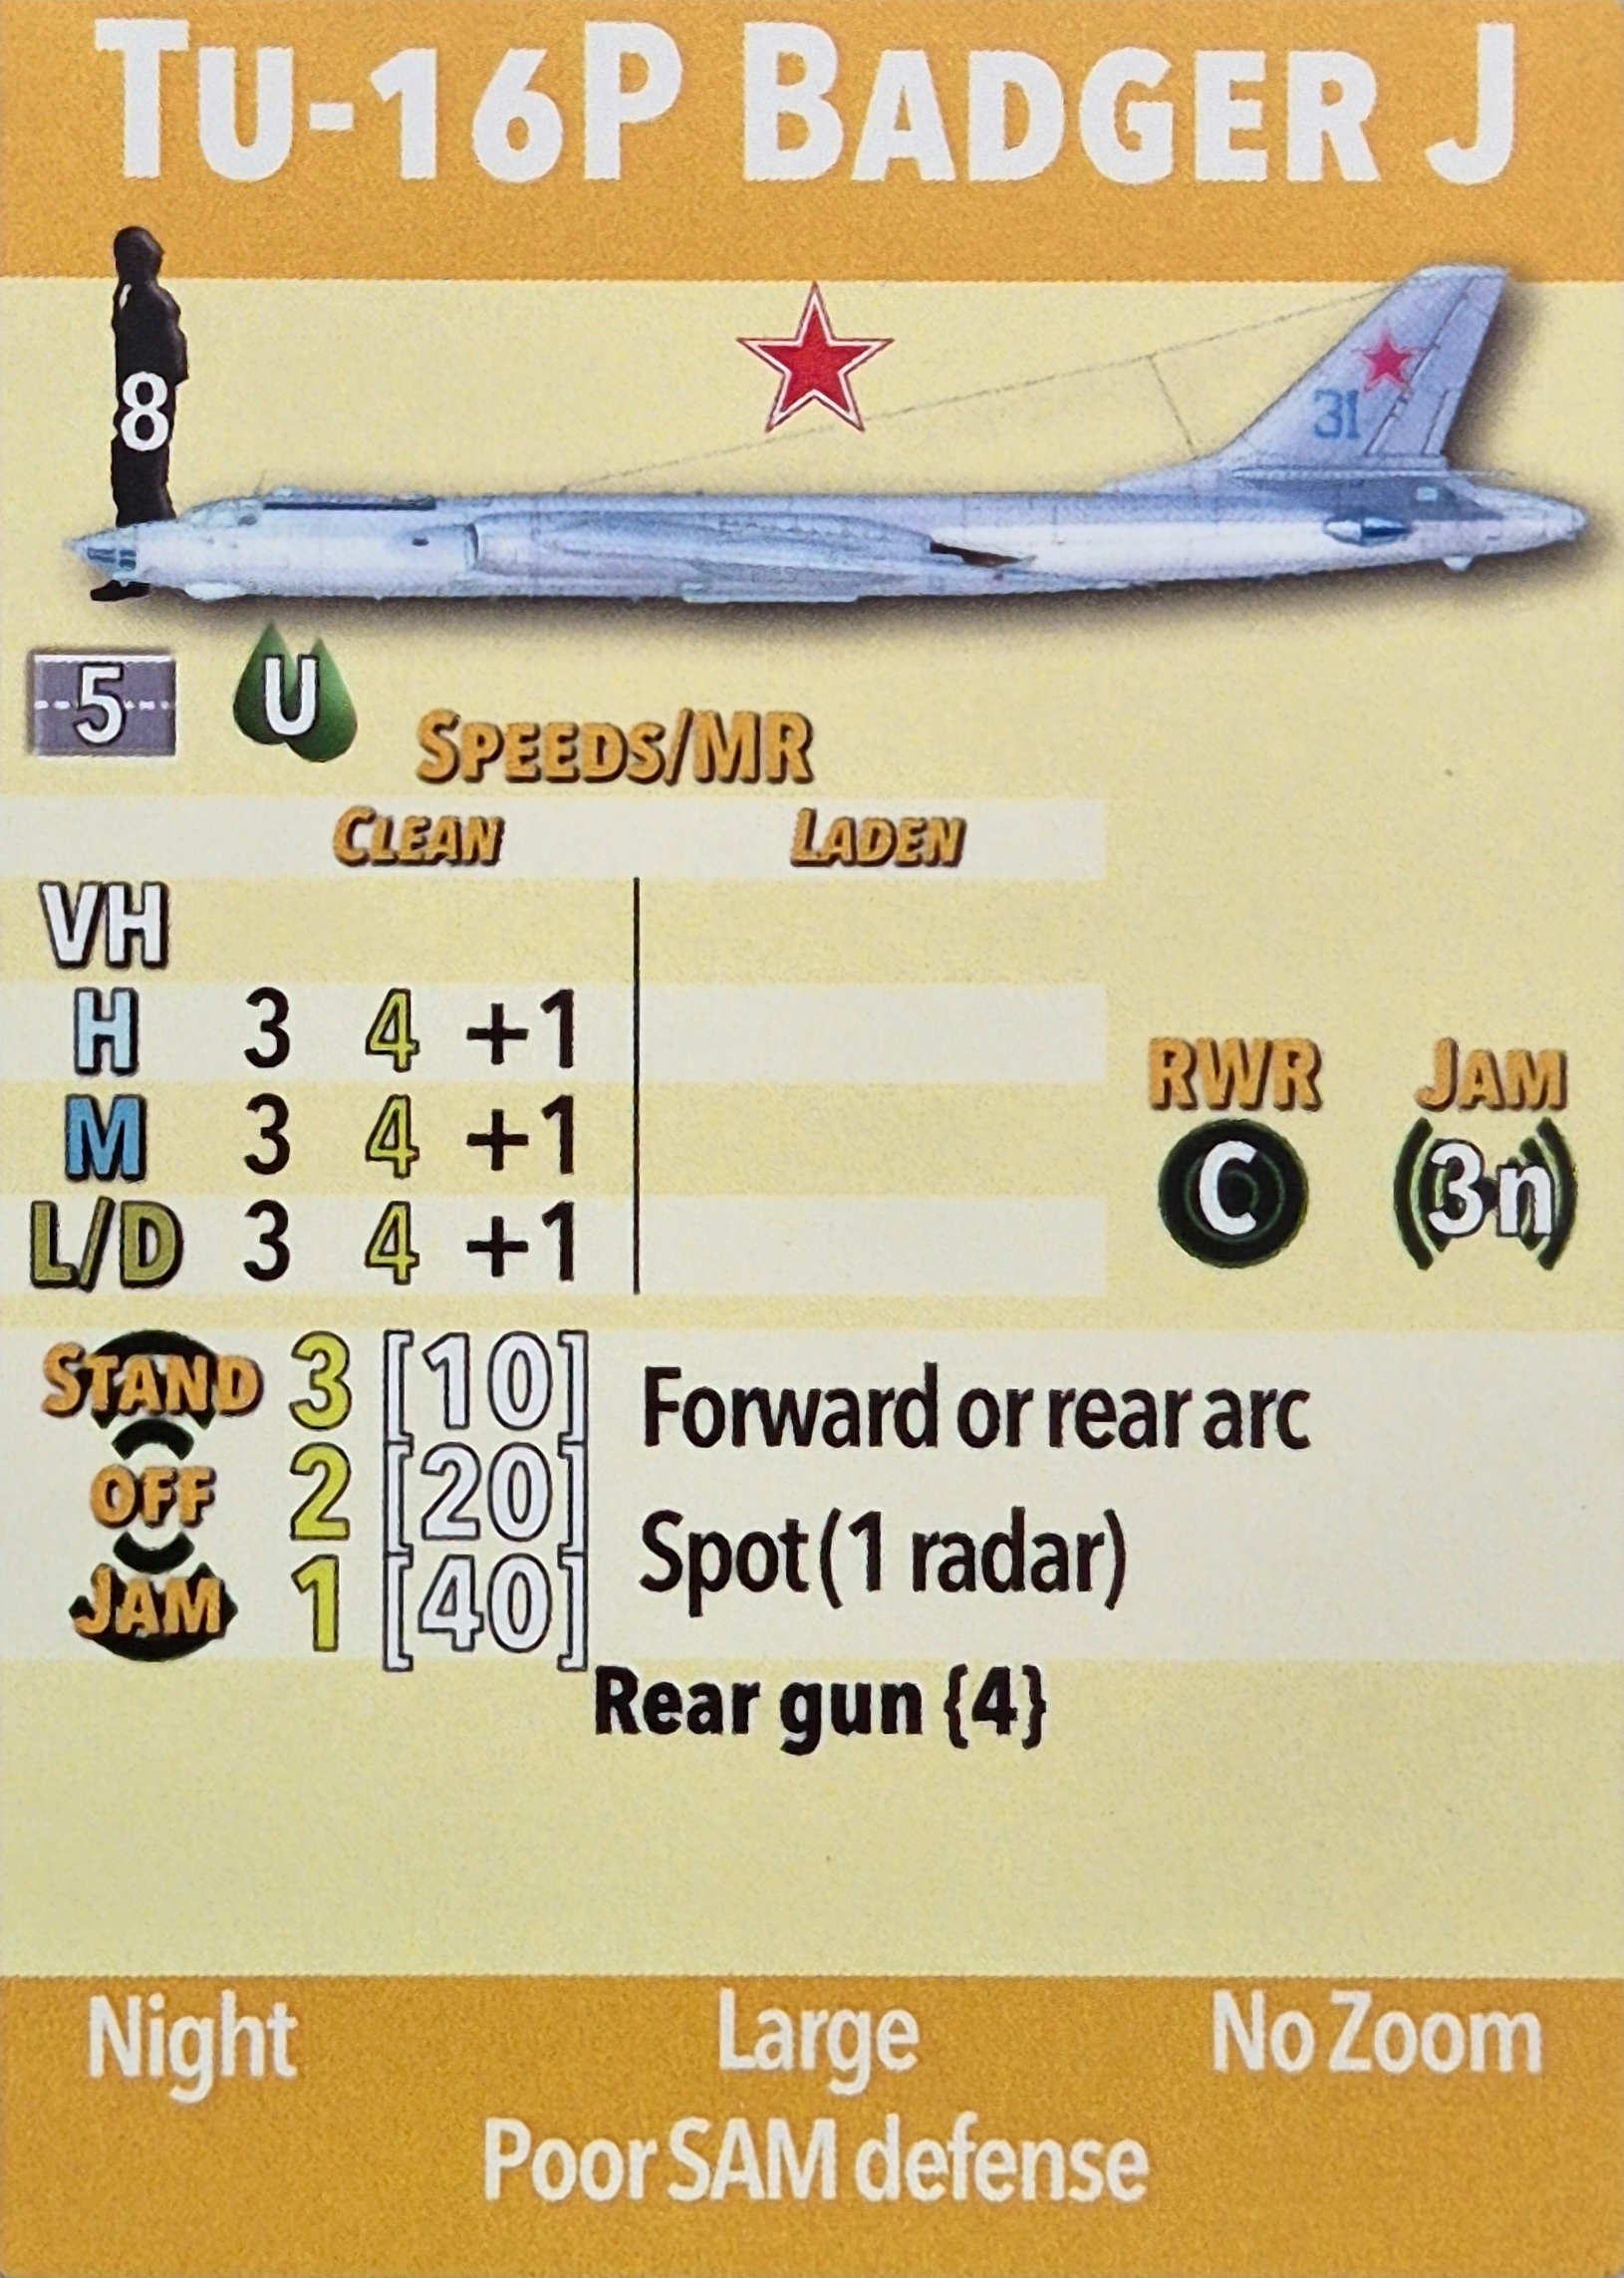 TU-16P BADGER J
8
31
5 U
SPEEDS/MR
CLEAN LADEN
VH
H 3 4 +1
M 3 4 +1
L/D 3 4 +1
RWR JAM
C 3n
STAND 3 [10]
OFF 2 [20]
JAM 1 [40]
Forward or rear arc
Spot (1 radar)
Rear gun {4}
Night Large No Zoom
Poor SAM defense